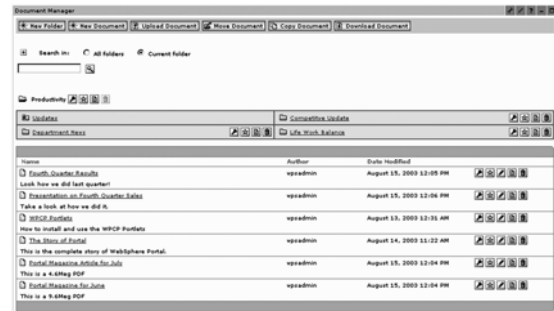 Document Manager
New Folder New Document Upload Document Move Document Copy Document Download Document
Search in: All folders Current folder
Productivity
Updates Competitive Update
Department News Life Work Balance
Name Author Date Modified
Fourth Quarter Results wpsadmin August 15, 2003 12:05 PM
Look how we did last quarter!
Presentation on Fourth Quarter Sales wpsadmin August 15, 2003 12:06 PM
Take a look at how we did it.
WPCP Portlets wpsadmin August 13, 2003 12:31 AM
How to install and use the WPCP Portlets
The Story of Portal wpsadmin August 14, 2003 11:22 AM
This is the complete story of WebSphere Portal.
Portal Magazine Article for July wpsadmin August 15, 2003 12:04 PM
This is a 4.6Meg PDF
Portal Magazine for June wpsadmin August 15, 2003 12:04 PM
This is a 9.6Meg PDF